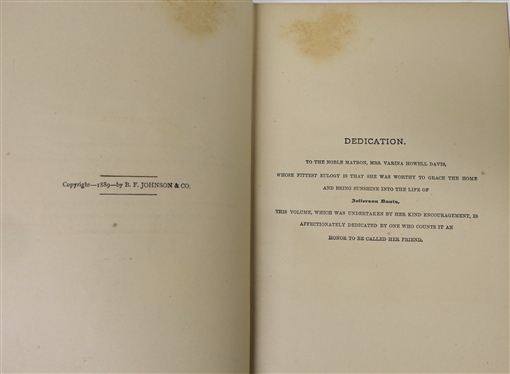 Copyright—1889—by B. F. JOHNSON & CO.
DEDICATION.
TO THE NOBLE MATRON, MRS. VARINA HOWELL DAVIS,
WHOSE FITTEST EULOGY IS THAT SHE WAS WORTHY TO GRACE THE HOME
AND BRING SUNSHINE INTO THE LIFE OF
Jefferson Davis,
THIS VOLUME, WHICH WAS UNDERTAKEN BY HER KIND ENCOURAGEMENT, IS
AFFECTIONATELY DEDICATED BY ONE WHO COUNTS IT AN
HONOR TO BE CALLED HER FRIEND.